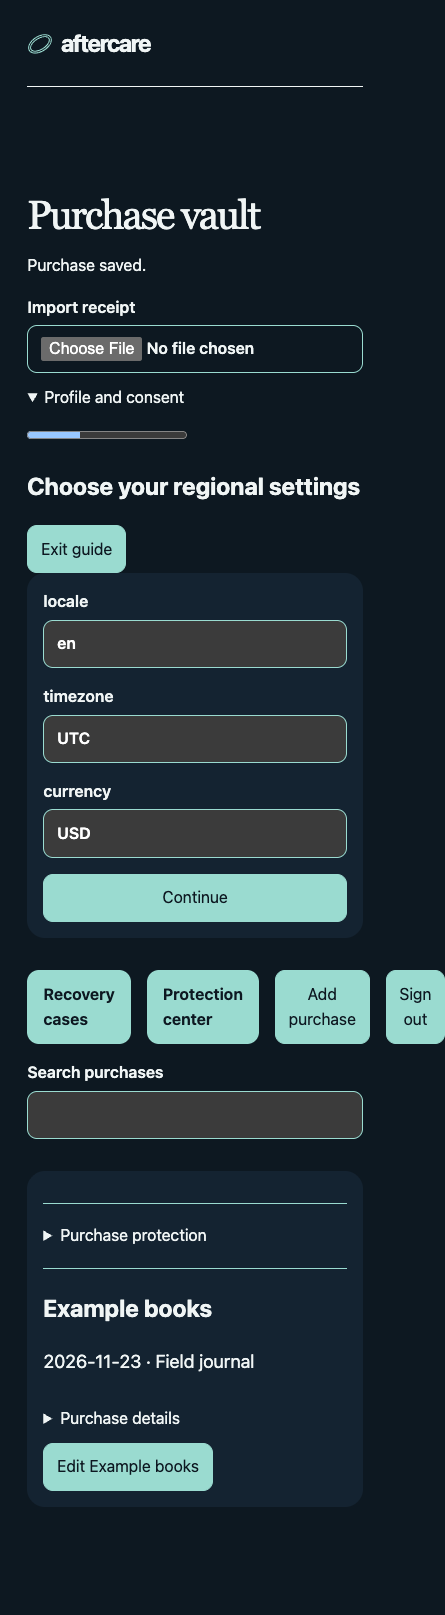 aftercare
Purchase vault
Purchase saved.
Import receipt
Choose File No file chosen
▼ Profile and consent
Choose your regional settings
Exit guide
locale
en
timezone
UTC
currency
USD
Continue
Recovery
cases
Protection
center
Add
purchase
Sign
out
Search purchases
▶ Purchase protection
Example books
2026-11-23 · Field journal
▶ Purchase details
Edit Example books